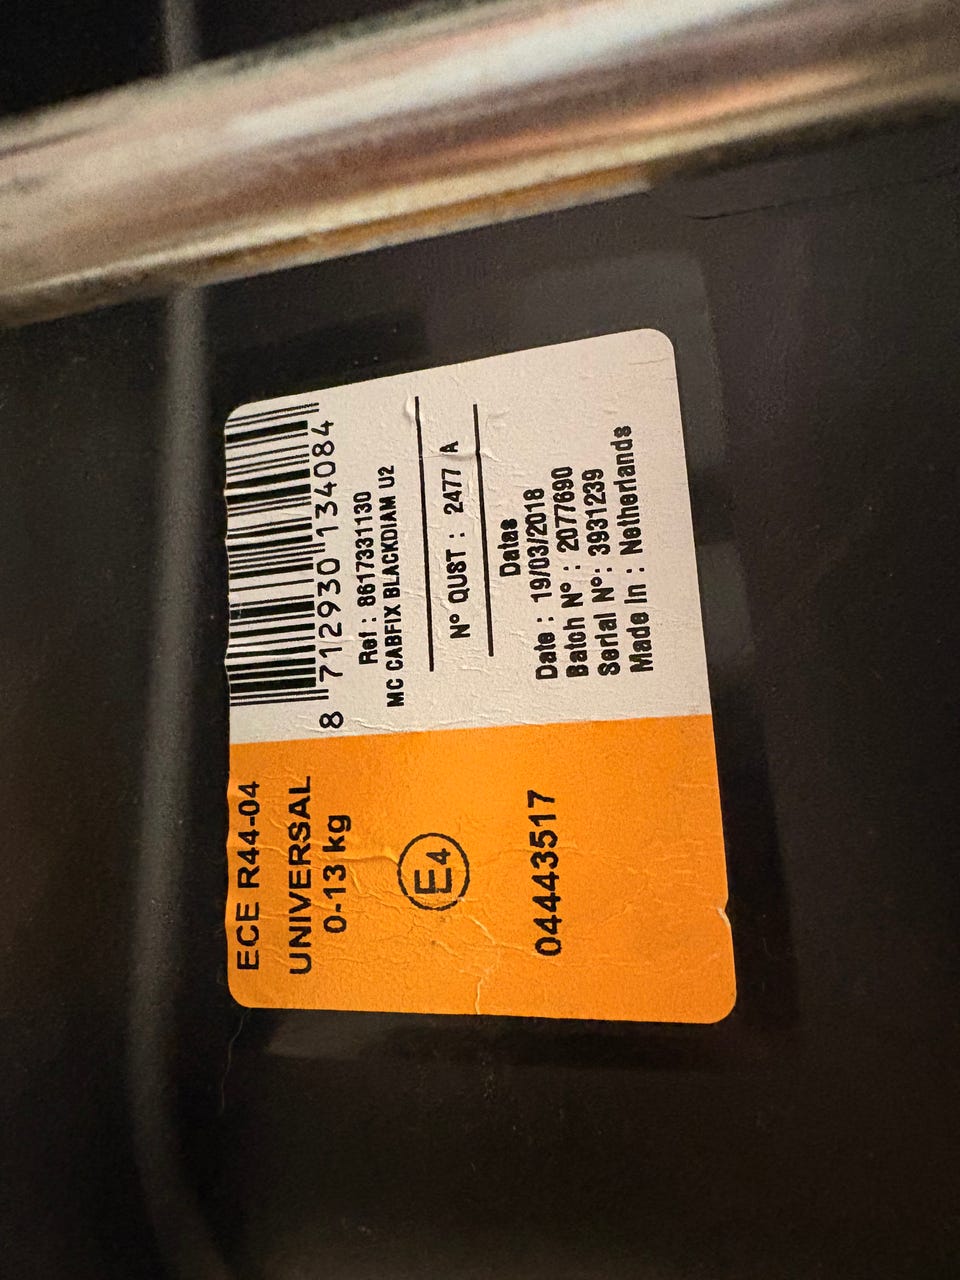 8 712930 134084
Ref : 8617331130
MC CABFIX BLACKDIAM U2
N° QUST : 2477 A
Datas
Date : 19/03/2018
Batch N° : 2077690
Serial N°: 3931239
Made In : Netherlands
ECE R44-04
UNIVERSAL
0-13 kg
E4
04443517